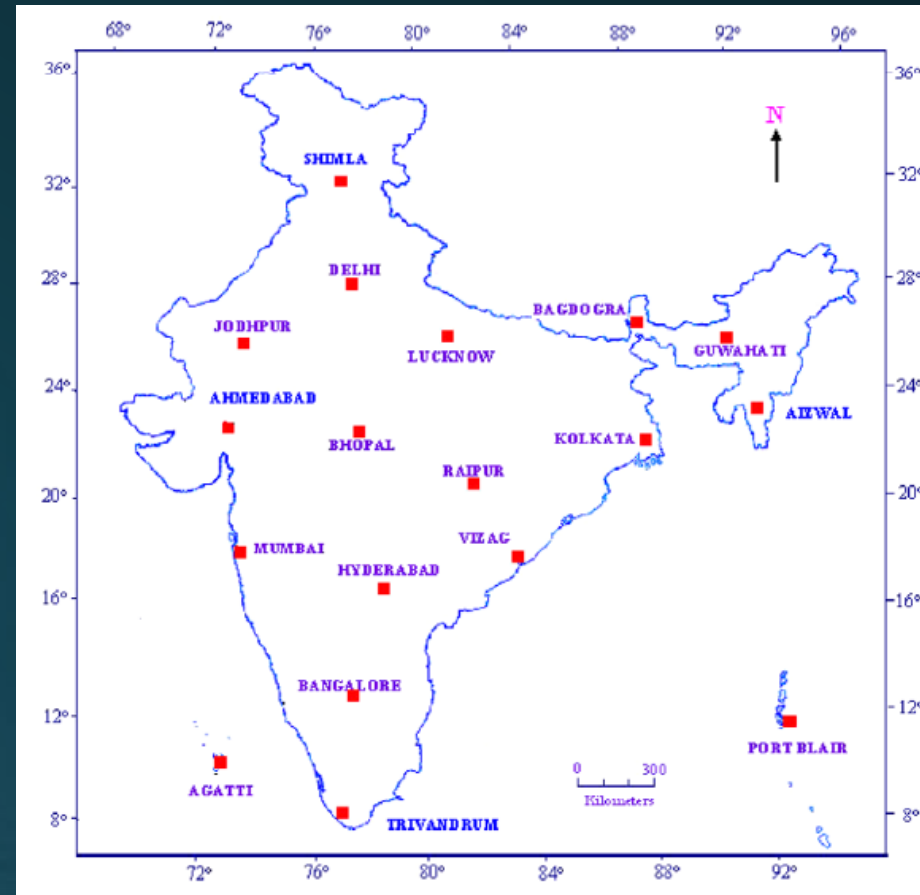 68° 72° 76° 80° 84° 88° 92° 96°
36° 36°
N
SHIMLA
32° 32°
DELHI
28° 28°
BAGDOGRA
JODHPUR
GUWAHATI
LUCKNOW
24° 24°
AHMEDABAD
AIZWAL
KOLKATA
BHOPAL
RAIPUR
20° 20°
VIZAG
MUMBAI
HYDERABAD
16° 16°
BANGALORE
12° 12°
PORT BLAIR
0 300
AGATTI
Kilometers
8° 8°
TRIVANDRUM
72° 76° 80° 84° 88° 92°